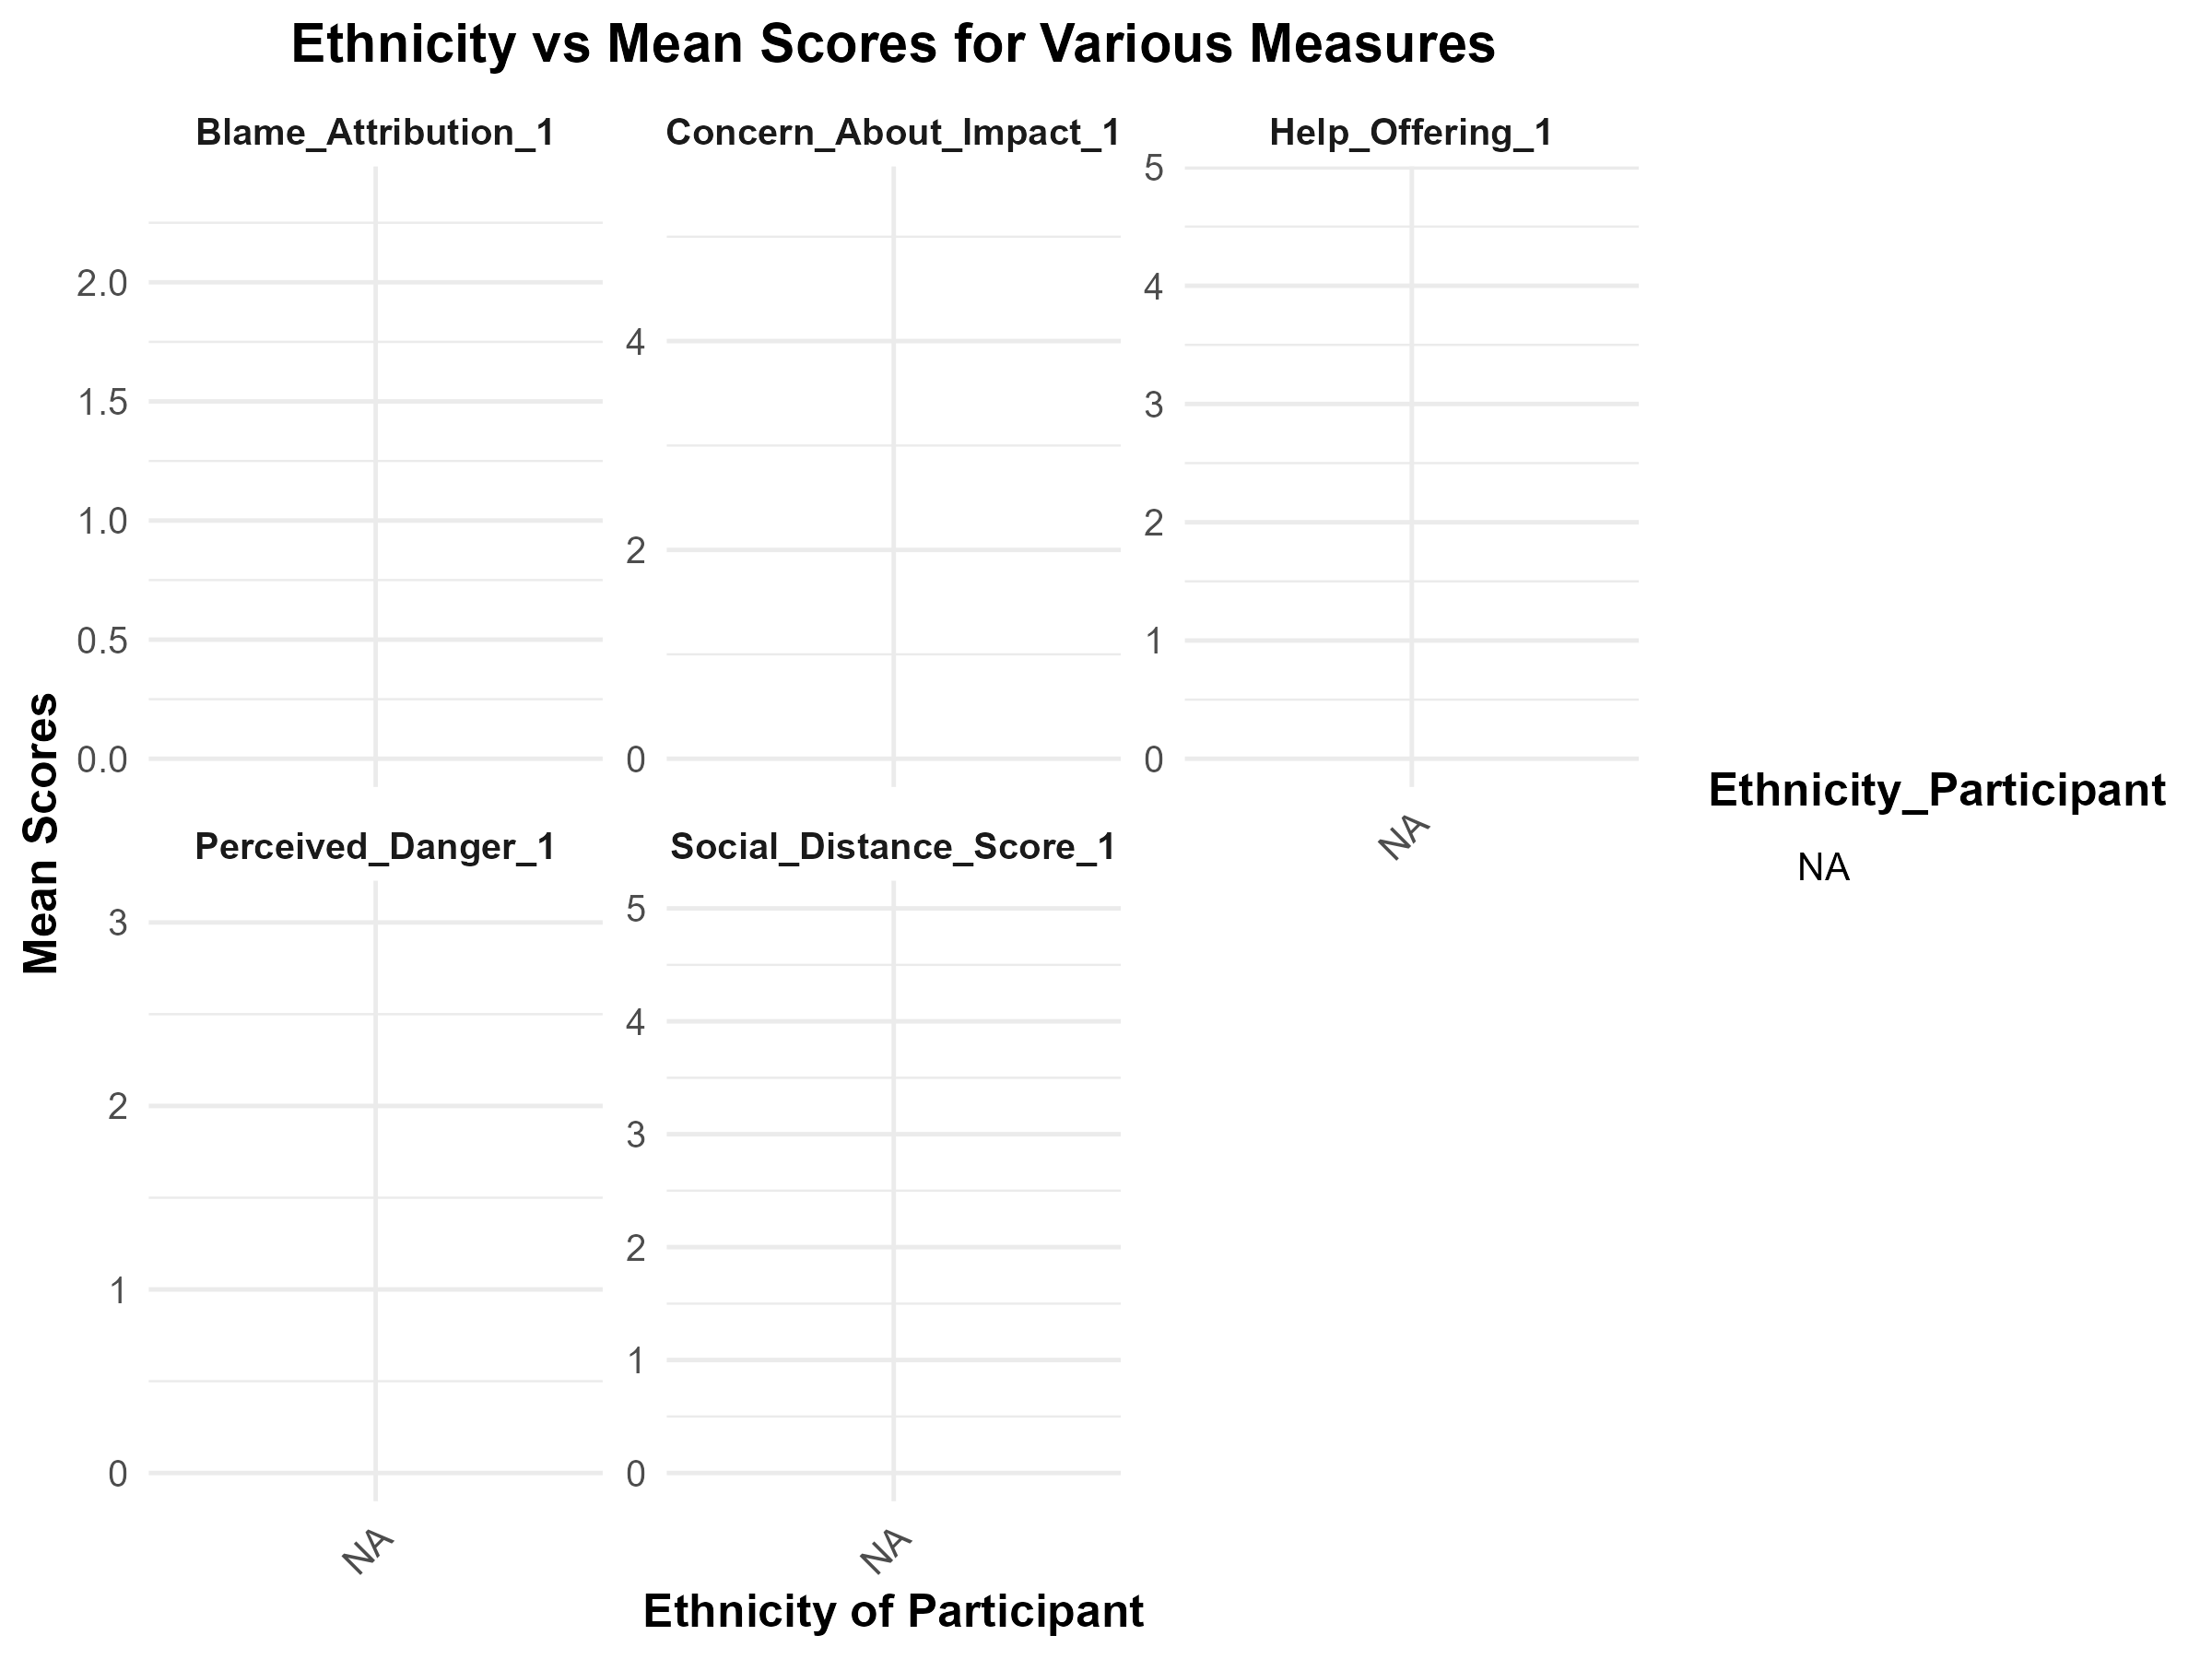 Ethnicity vs Mean Scores for Various Measures
Blame_Attribution_1
Concern_About_Impact_1
Help_Offering_1
2.0
1.5
1.0
0.5
0.0
4
2
0
5
4
3
2
1
0
NA
Mean Scores
Perceived_Danger_1
Social_Distance_Score_1
3
2
1
0
NA
5
4
3
2
1
0
NA
Ethnicity of Participant
Ethnicity_Participant
NA